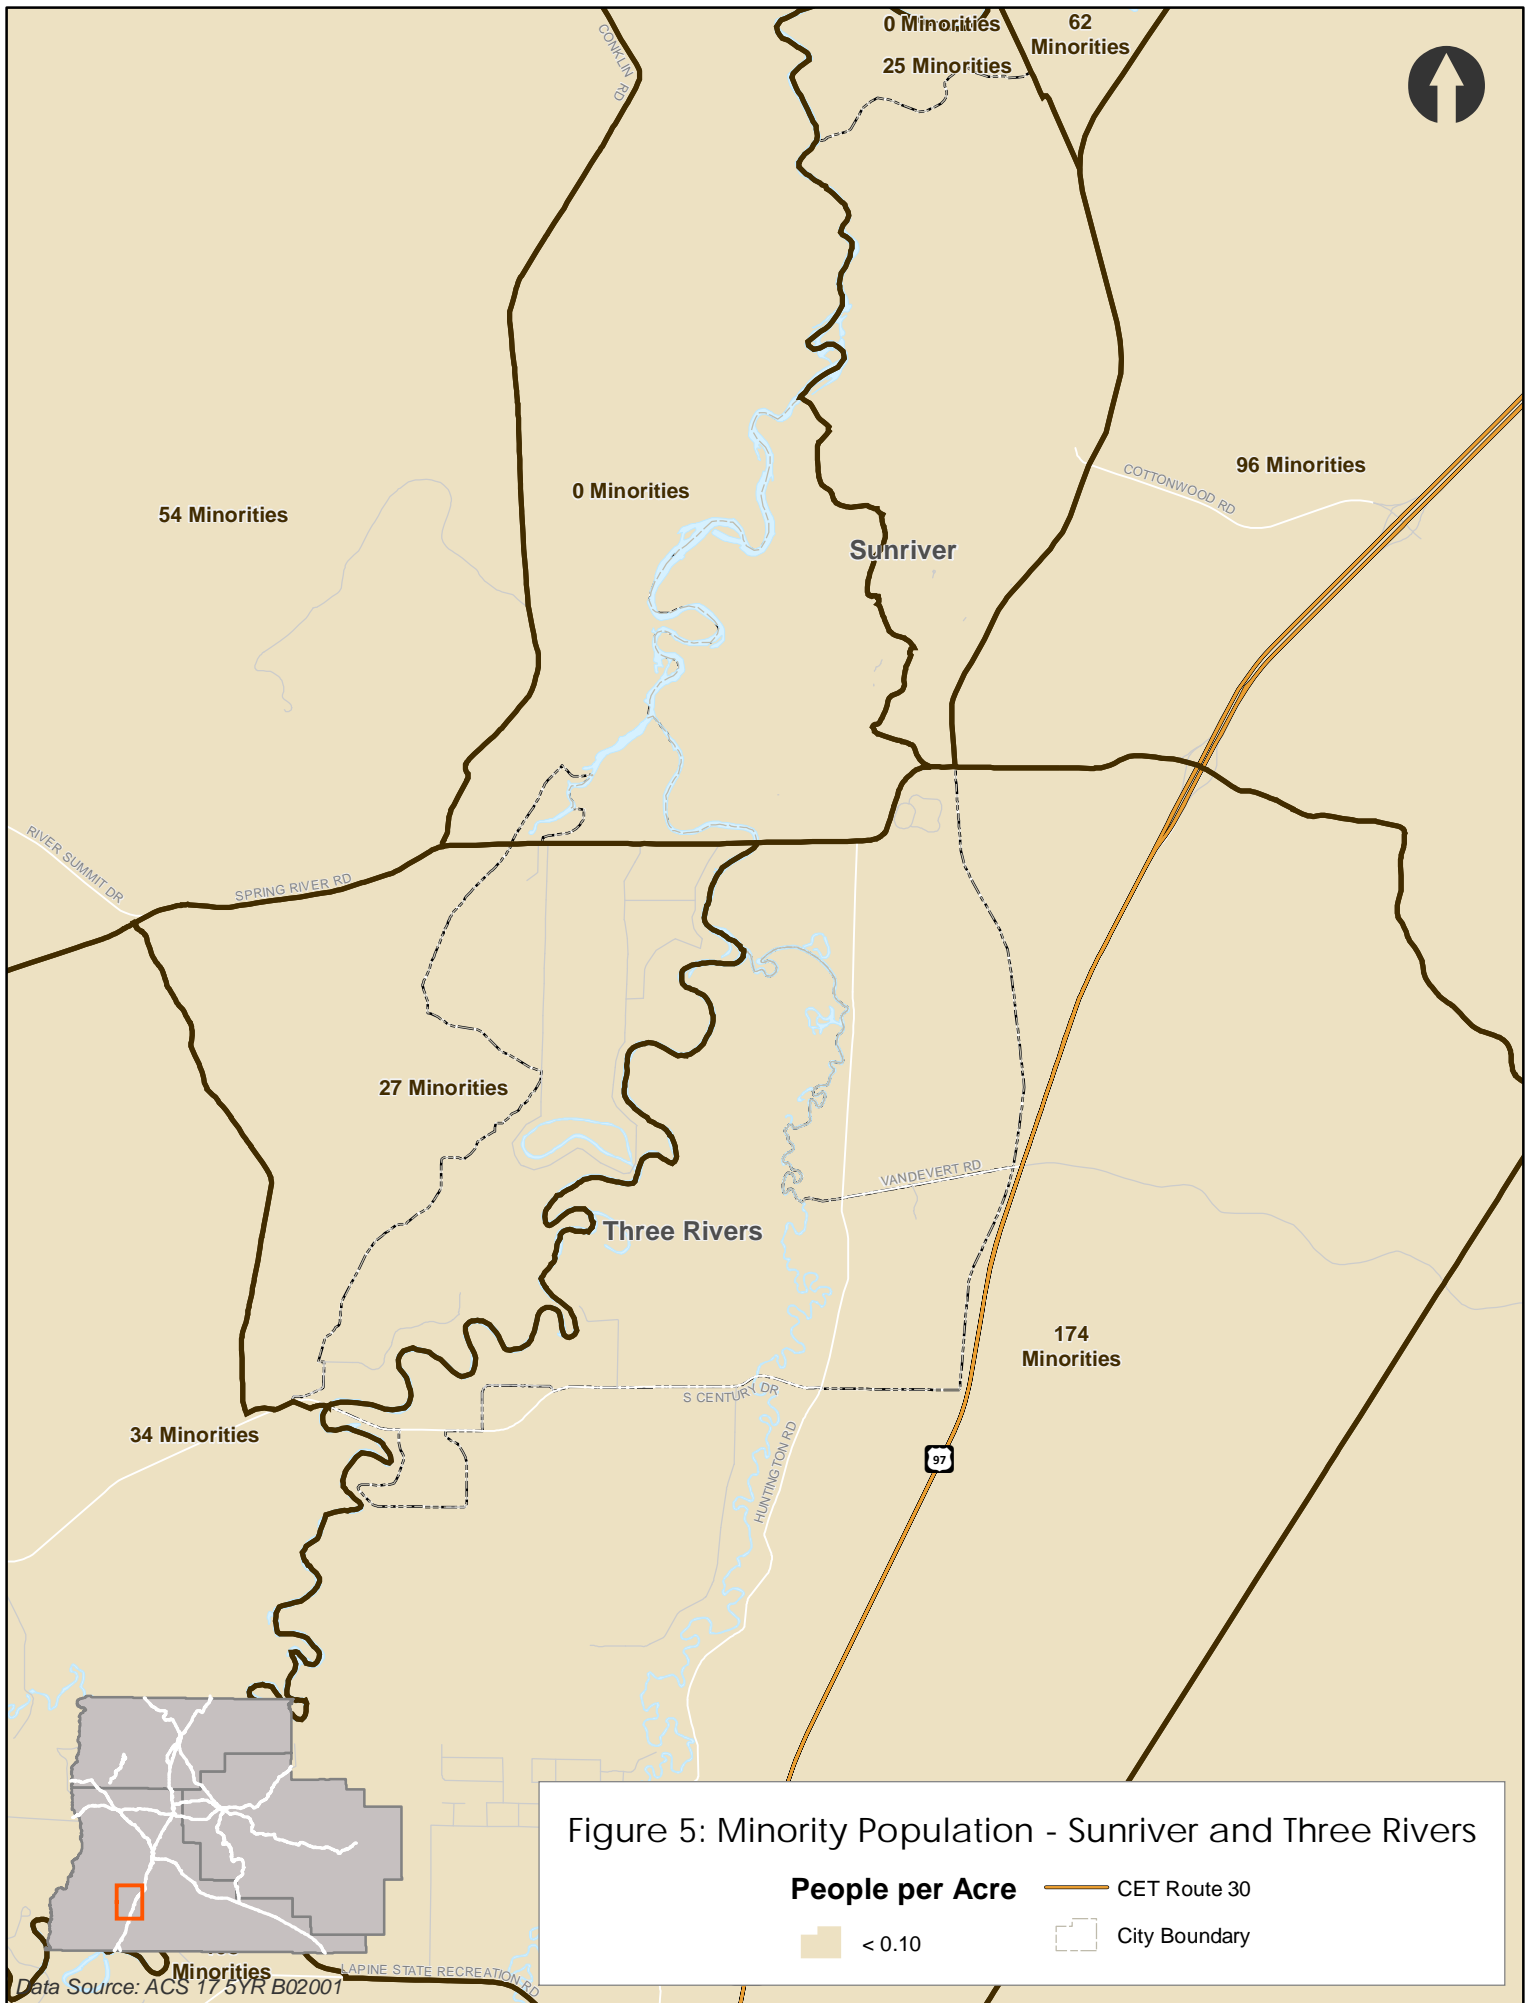 0 Minorities
62
Minorities
25 Minorities
CONKLIN RD
96 Minorities
COTTONWOOD RD
0 Minorities
54 Minorities
Sunriver
RIVER SUMMIT DR
SPRING RIVER RD
27 Minorities
VANDEVERT RD
Three Rivers
174
Minorities
S CENTURY DR
34 Minorities
HUNTINGTON RD
97
Figure 5: Minority Population - Sunriver and Three Rivers
People per Acre
CET Route 30
< 0.10
City Boundary
Minorities
LAPINE STATE RECREATION RD
Data Source: ACS 17 5YR B02001